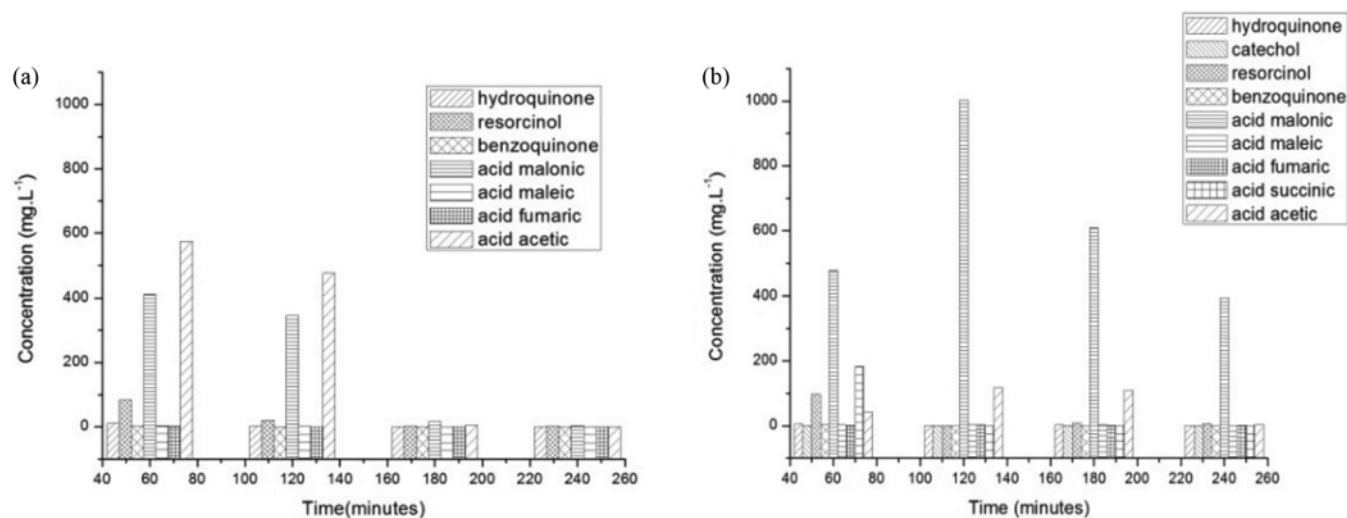 (a)
Concentration (mg.L⁻¹)
1000
800
600
400
200
0
40 60 80 100 120 140 160 180 200 220 240 260
Time(minutes)
hydroquinone
resorcinol
benzoquinone
acid malonic
acid maleic
acid fumaric
acid acetic
(b)
Concentration (mg.L⁻¹)
1000
800
600
400
200
0
40 60 80 100 120 140 160 180 200 220 240 260
Time (minutes)
hydroquinone
catechol
resorcinol
benzoquinone
acid malonic
acid maleic
acid fumaric
acid succinic
acid acetic